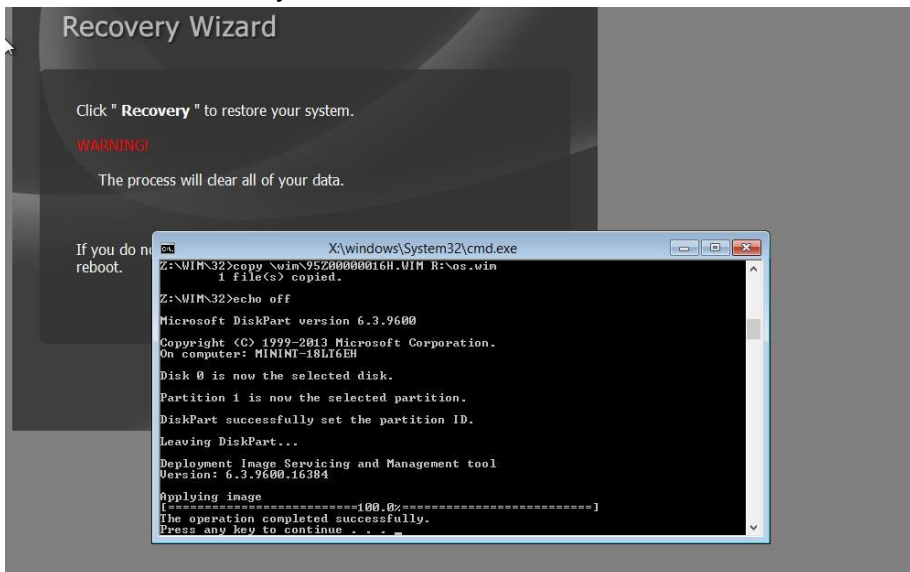 Recovery Wizard
Click " Recovery " to restore your system.
WARNING!
The process will clear all of your data.
If you do
reboot.
X:\windows\System32\cmd.exe
Z:\WIM\32>copy \wim\95Z00000016H.WIM R:\os.wim
1 file(s) copied.
Z:\WIM\32>echo off
Microsoft DiskPart version 6.3.9600
Copyright (C) 1999-2013 Microsoft Corporation.
On computer: MININT-18LT6EH
Disk 0 is now the selected disk.
Partition 1 is now the selected partition.
DiskPart successfully set the partition ID.
Leaving DiskPart...
Deployment Image Servicing and Management tool
Version: 6.3.9600.16384
Applying image
[==========================100.0%==========================]
The operation completed successfully.
Press any key to continue . . . _